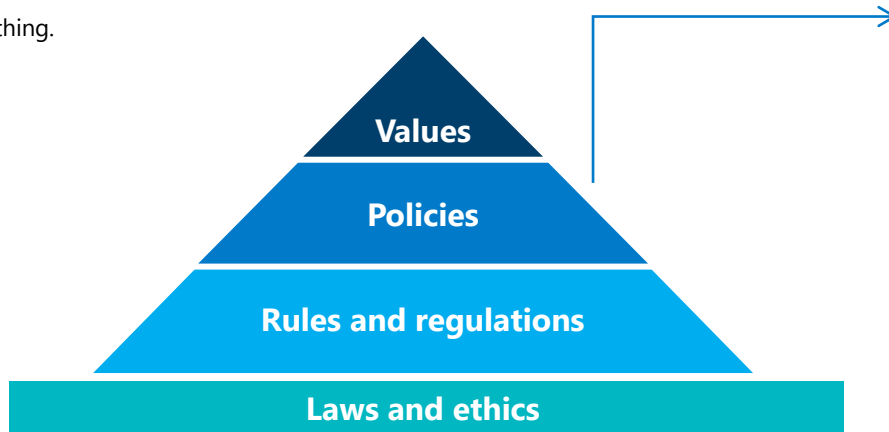 thing.
Values
Policies
Rules and regulations
Laws and ethics